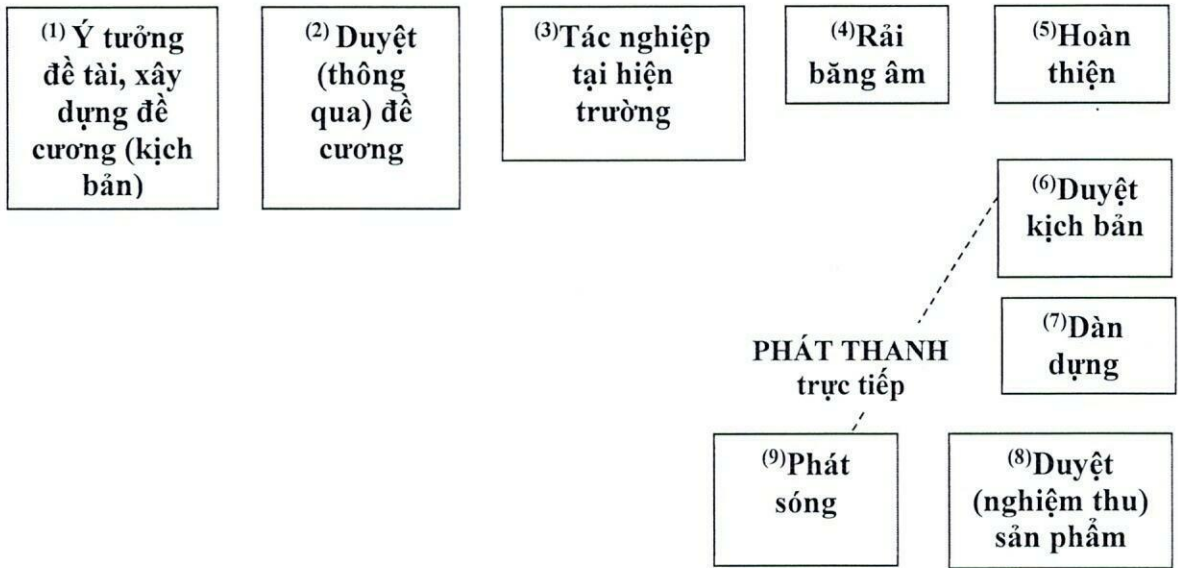 (1) Ý tưởng
đề tài, xây
dựng đề
cương (kịch
bản)
(2) Duyệt
(thông
qua) đề
cương
(3)Tác nghiệp
tại hiện
trường
(4)Rải
băng âm
(5)Hoàn
thiện
(6)Duyệt
kịch bản
(7)Dàn
dựng
PHÁT THANH
trực tiếp
(9)Phát
sóng
(8)Duyệt
(nghiệm thu)
sản phẩm